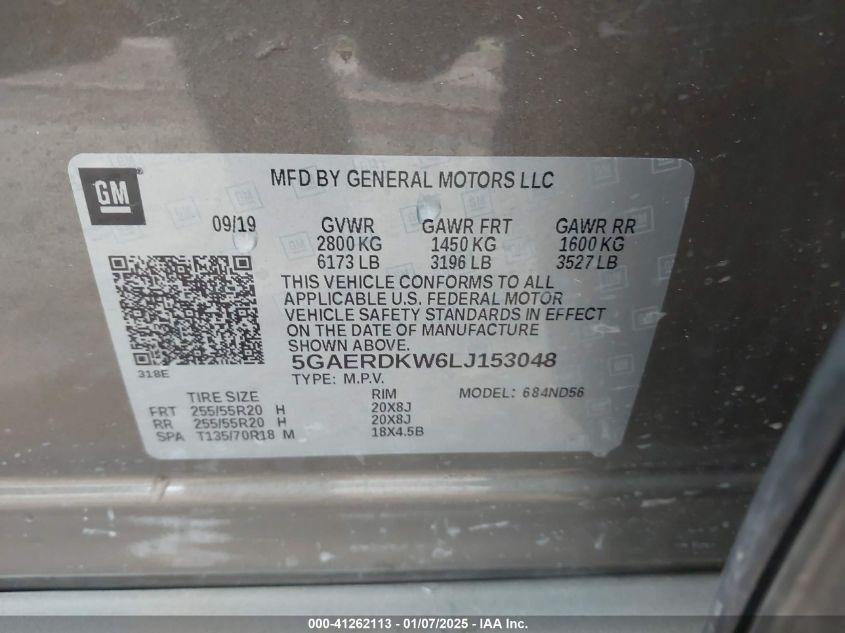 GM
MFD BY GENERAL MOTORS LLC
09/19 GVWR GAWR FRT GAWR RR
2800 KG 1450 KG 1600 KG
6173 LB 3196 LB 3527 LB
THIS VEHICLE CONFORMS TO ALL
APPLICABLE U.S. FEDERAL MOTOR
VEHICLE SAFETY STANDARDS IN EFFECT
ON THE DATE OF MANUFACTURE
SHOWN ABOVE.
318E
5GAERDKW6LJ153048
TYPE: M.P.V. MODEL: 684ND56
TIRE SIZE RIM
FRT 255/55R20 H 20X8J
RR 255/55R20 H 20X8J
SPA T135/70R18 M 18X4.5B
000-41262113 - 01/07/2025 - IAA Inc.